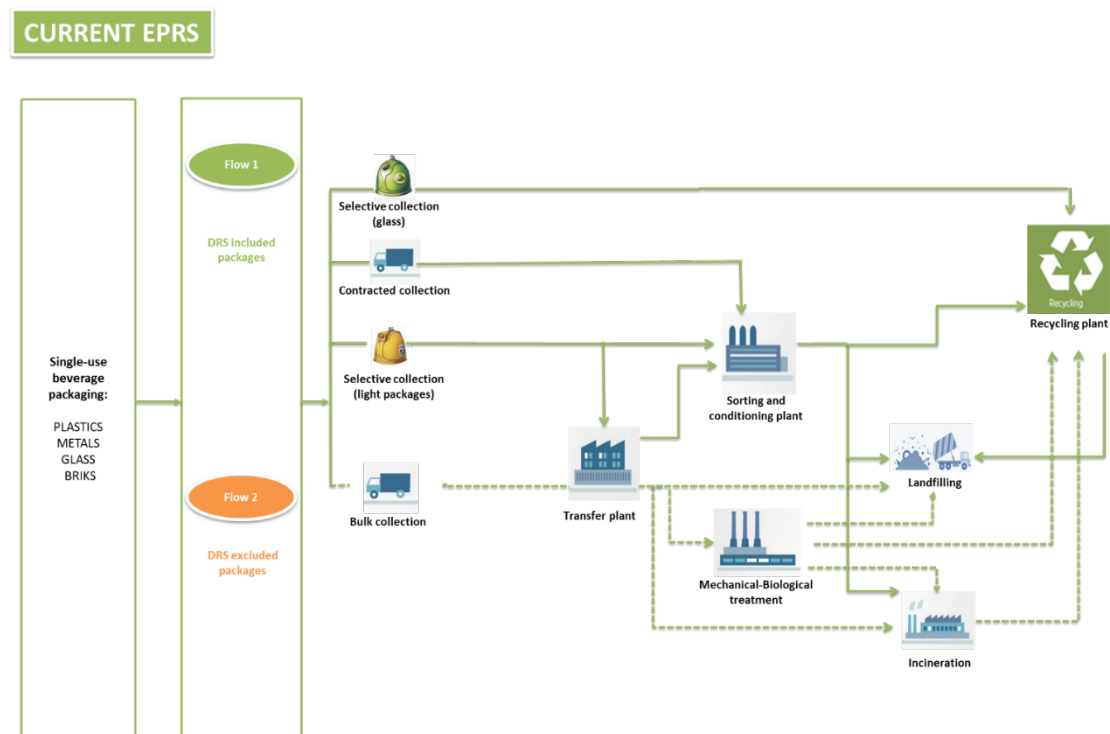 CURRENT EPRS
Single-use
beverage
packaging:
PLASTICS
METALS
GLASS
BRIKS
Flow 1
DRS included
packages
Flow 2
DRS excluded
packages
Selective collection
(glass)
Contracted collection
Selective collection
(light packages)
Bulk collection
Transfer plant
Sorting and
conditioning plant
Mechanical-Biological
treatment
Recycling
Recycling plant
Landfilling
Incineration